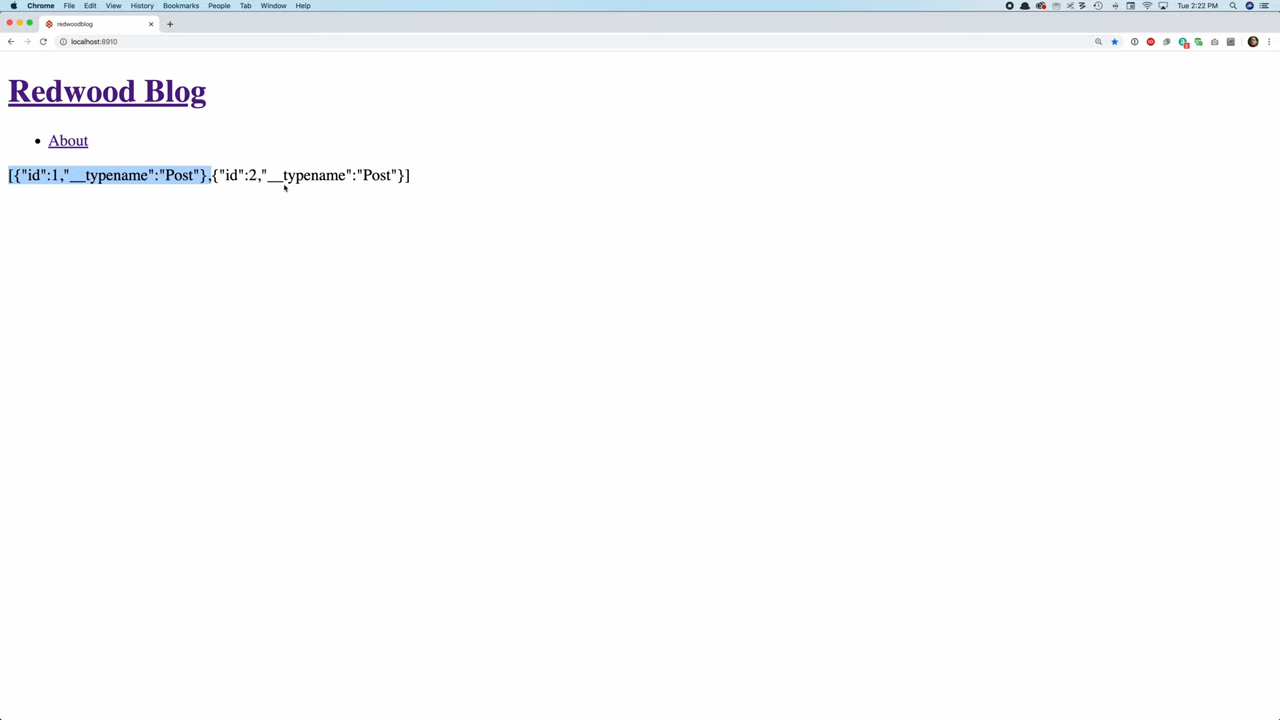 Chrome File Edit View History Bookmarks People Tab Window Help Tue 2:22 PM
redwoodblog
localhost:8910
Redwood Blog
About
[{"id":1,"__typename":"Post"},{"id":2,"__typename":"Post"}]